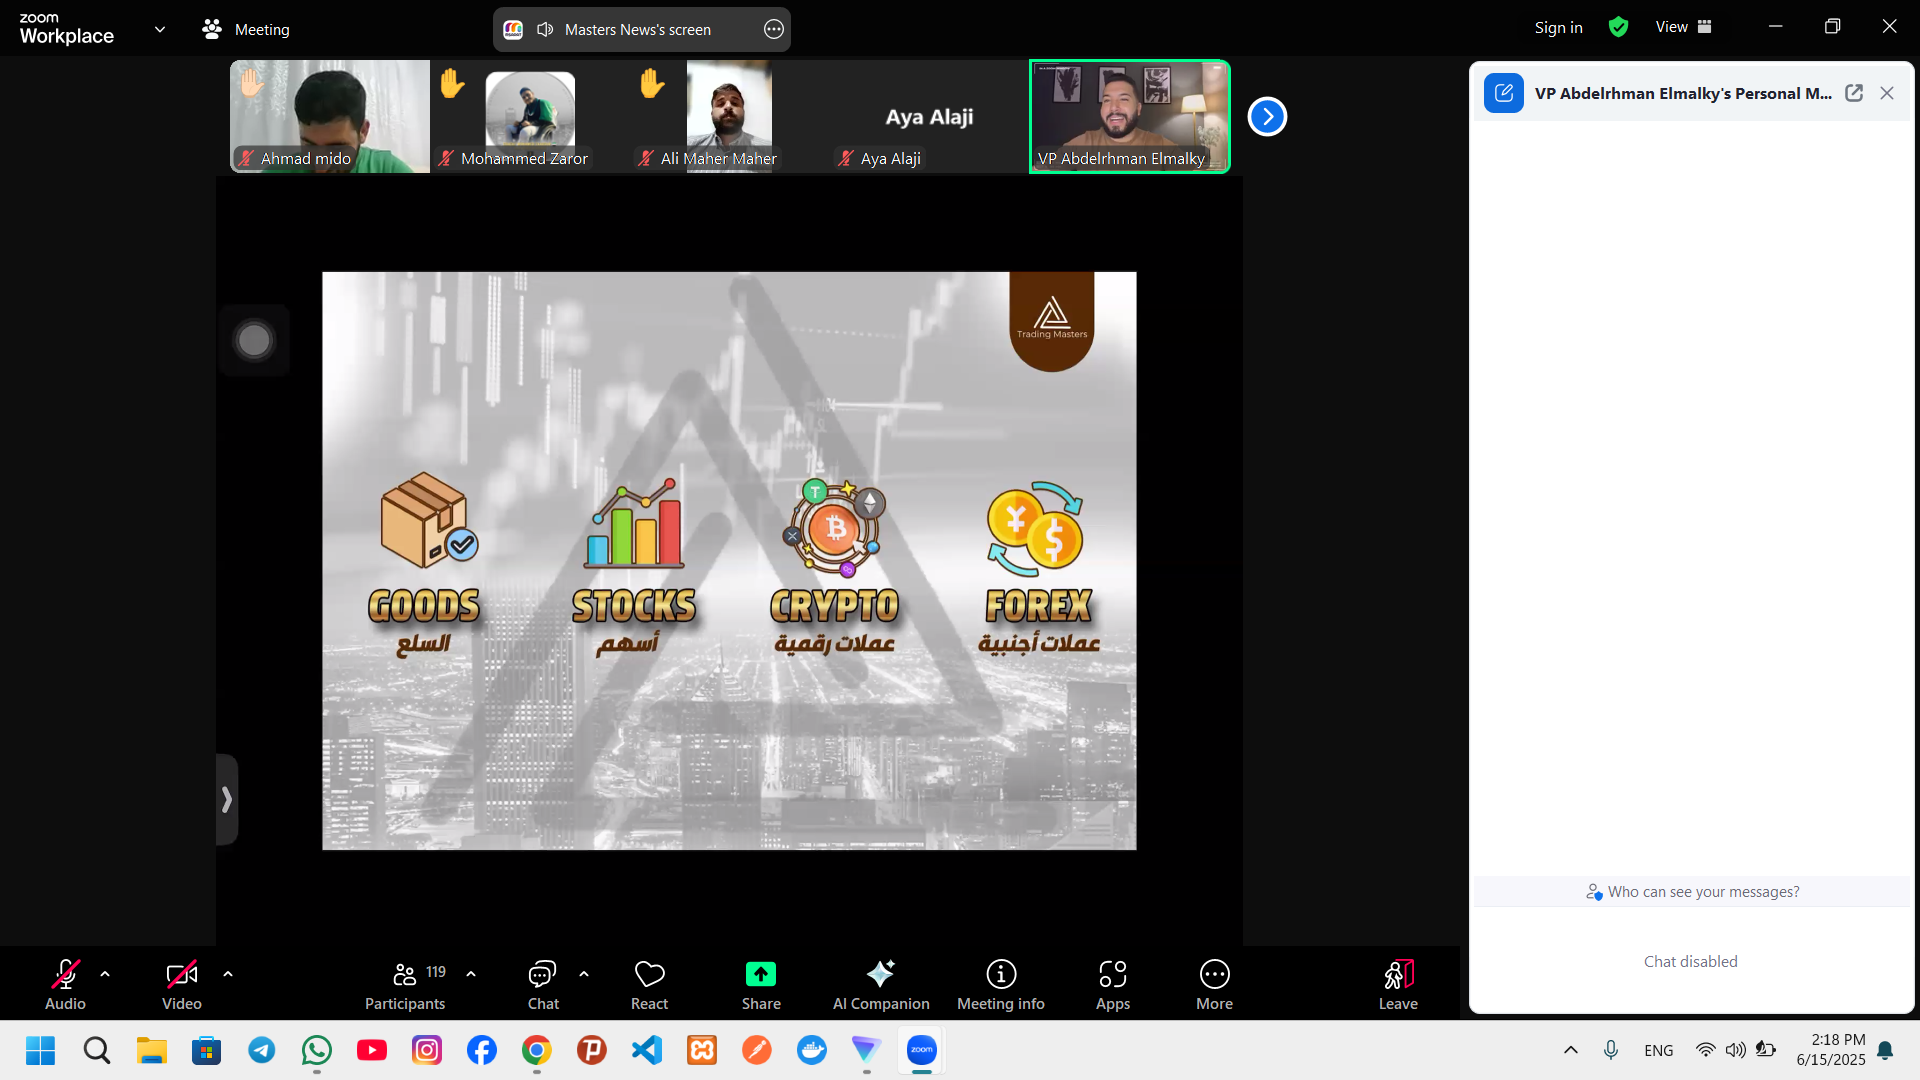 zoom
Workplace
Meeting
Masters News's screen
Sign in
View
Ahmad mido
Mohammed Zaror
Ali Maher Maher
Aya Alaji
Aya Alaji
VP Abdelrhman Elmalky
VP Abdelrhman Elmalky's Personal M...
Trading Masters
GOODS
السلع
STOCKS
أسهم
CRYPTO
عملات رقمية
FOREX
عملات أجنبية
Who can see your messages?
Chat disabled
Audio
Video
119
Participants
Chat
React
Share
AI Companion
Meeting info
Apps
More
Leave
zoom
ENG
2:18 PM
6/15/2025